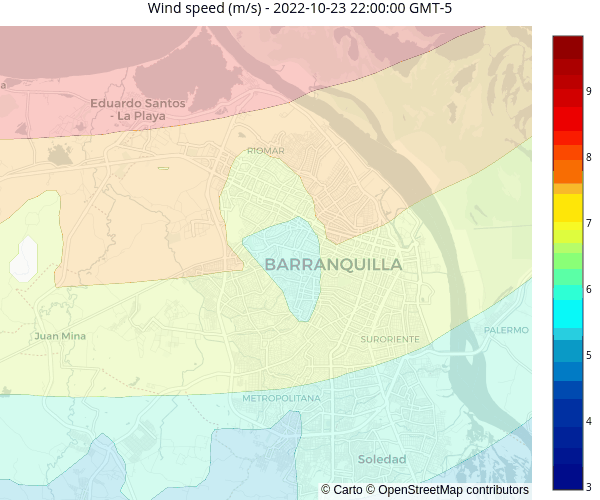 Wind speed (m/s) - 2022-10-23 22:00:00 GMT-5
a
Eduardo Santos
- La Playa
RIOMAR
BARRANQUILLA
Juan Mina
SURORIENTE
PALERMO
METROPOLITANA
Soledad
© Carto © OpenStreetMap contributors
9
8
7
6
5
4
3